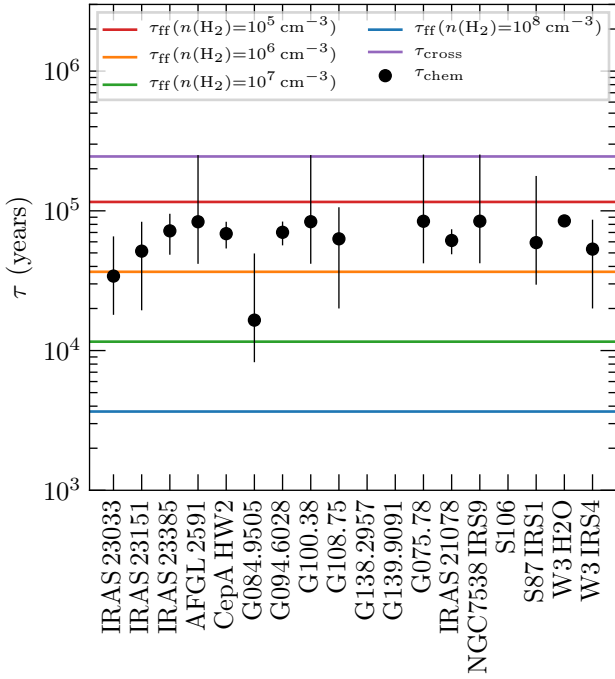 τff(n(H2)=10^5 cm−3)
τff(n(H2)=10^6 cm−3)
τff(n(H2)=10^7 cm−3)
τff(n(H2)=10^8 cm−3)
τcross
τchem
τ (years)
10^6
10^5
10^4
10^3
IRAS 23033
IRAS 23151
IRAS 23385
AFGL 2591
CepA HW2
G084.9505
G094.6028
G100.38
G108.75
G138.2957
G139.9091
G075.78
IRAS 21078
NGC7538 IRS9
S106
S87 IRS1
W3 H2O
W3 IRS4